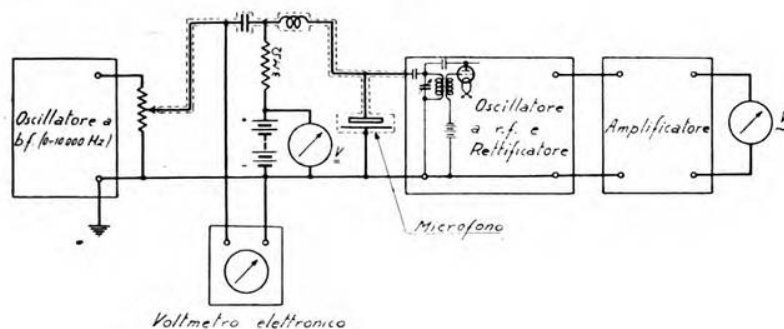 Oscillatore a
b.f. (0-10000 Hz)
3 MΩ
+
-
V
Oscillatore
a r.f. e
Rettificatore
Amplificatore
V
Microfono
Voltmetro elettronico